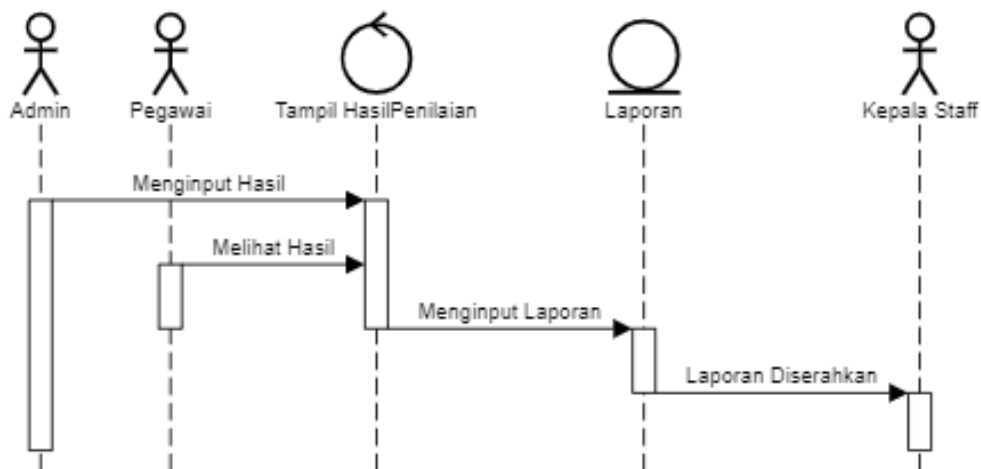 Admin
Pegawai
Tampil HasilPenilaian
Laporan
Kepala Staff
Menginput Hasil
Melihat Hasil
Menginput Laporan
Laporan Diserahkan